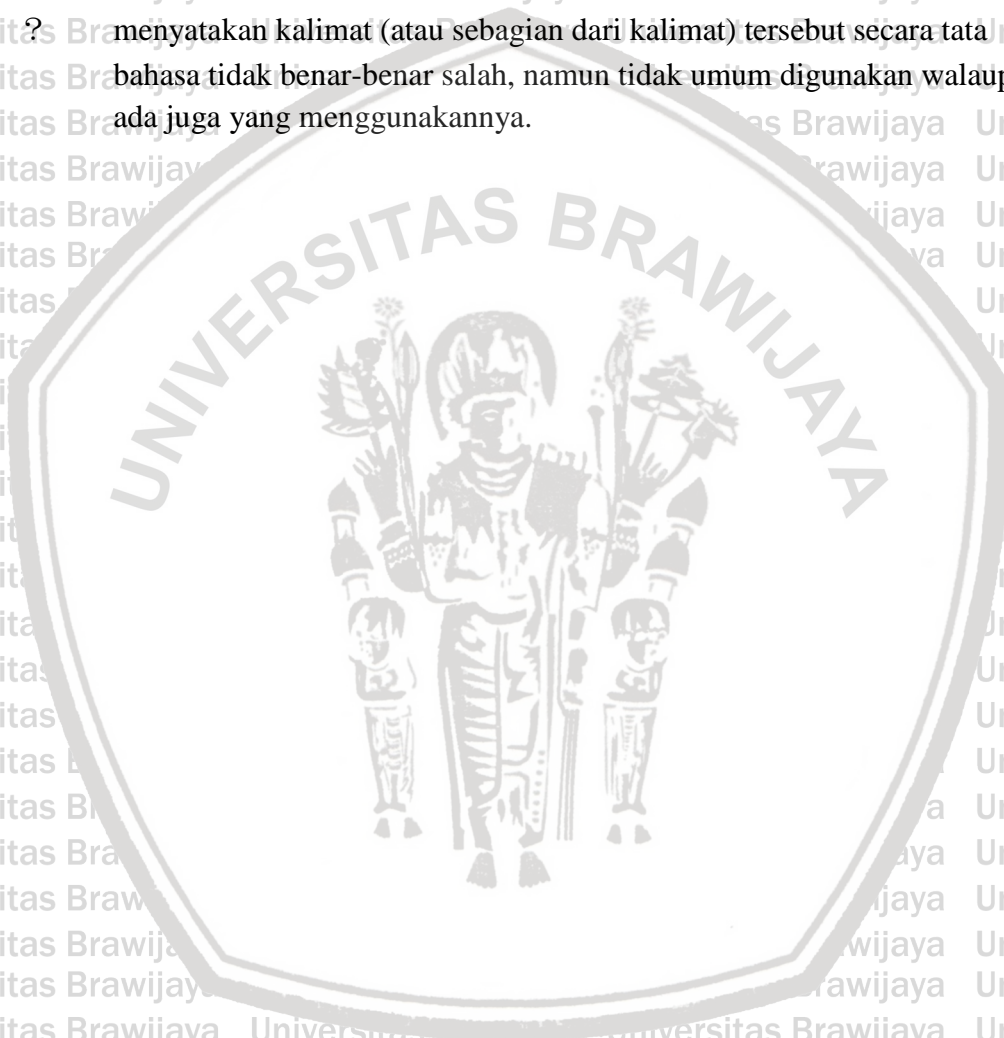 ? menyatakan kalimat (atau sebagian dari kalimat) tersebut secara tata
bahasa tidak benar-benar salah, namun tidak umum digunakan
ada juga yang menggunakannya.
UNIVERSITAS BRAWIJAYA